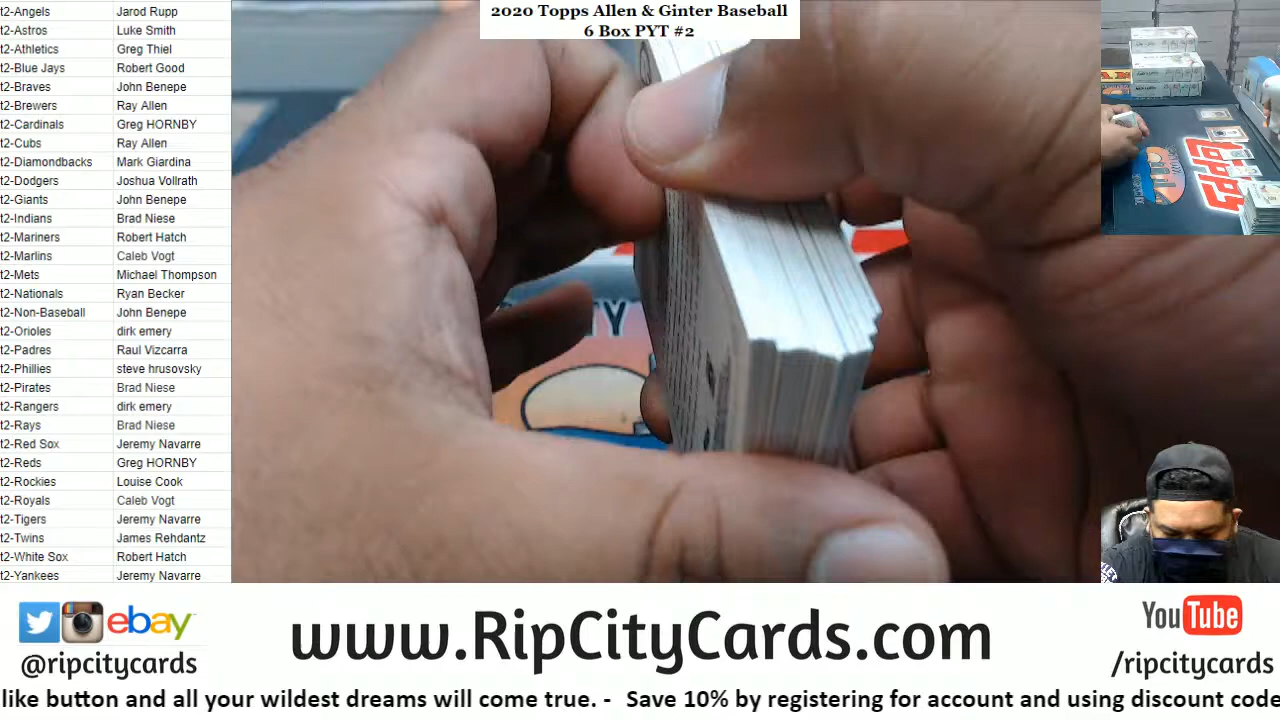 2020 Topps Allen & Ginter Baseball
6 Box PYT #2
t2-Angels Jarod Rupp
t2-Astros Luke Smith
t2-Athletics Greg Thiel
t2-Blue Jays Robert Good
t2-Braves John Benepe
t2-Brewers Ray Allen
t2-Cardinals Greg HORNBY
t2-Cubs Ray Allen
t2-Diamondbacks Mark Giardina
t2-Dodgers Joshua Vollrath
t2-Giants John Benepe
t2-Indians Brad Niese
t2-Mariners Robert Hatch
t2-Marlins Caleb Vogt
t2-Mets Michael Thompson
t2-Nationals Ryan Becker
t2-Non-Baseball John Benepe
t2-Orioles dirk emery
t2-Padres Raul Vizcarra
t2-Phillies steve hrusovsky
t2-Pirates Brad Niese
t2-Rangers dirk emery
t2-Rays Brad Niese
t2-Red Sox Jeremy Navarre
t2-Reds Greg HORNBY
t2-Rockies Louise Cook
t2-Royals Caleb Vogt
t2-Tigers Jeremy Navarre
t2-Twins James Rehdantz
t2-White Sox Robert Hatch
t2-Yankees Jeremy Navarre
TY
Topps
ebay
@ripcitycards
www.RipCityCards.com
YouTube
/ripcitycards
like button and all your wildest dreams will come true. - Save 10% by registering for account and using discount code